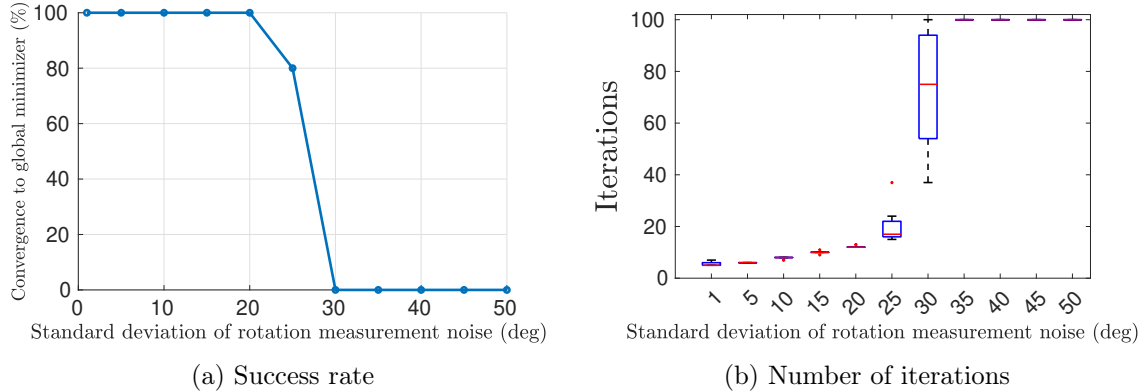 Convergence to global minimizer (%)
100
80
60
40
20
0
0 10 20 30 40 50
Standard deviation of rotation measurement noise (deg)
(a) Success rate
Iterations
100
80
60
40
20
0
1 5 10 15 20 25 30 35 40 45 50
Standard deviation of rotation measurement noise (deg)
(b) Number of iterations